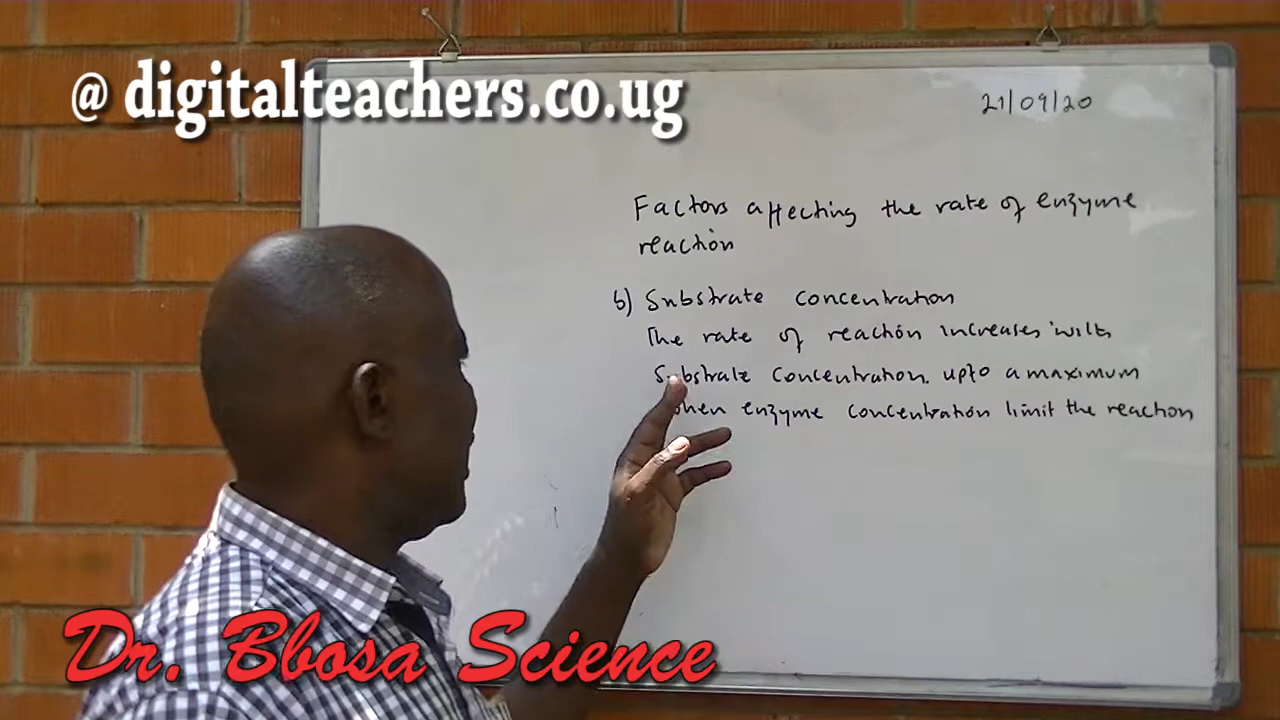 @ digitalteachers.co.ug
21/09/20
Factors affecting the rate of enzyme
reaction
b) Substrate concentration
The rate of reaction increases with
Substrate concentration. upto a maximum
when enzyme concentration limit the reaction
Dr. Bbosa Science